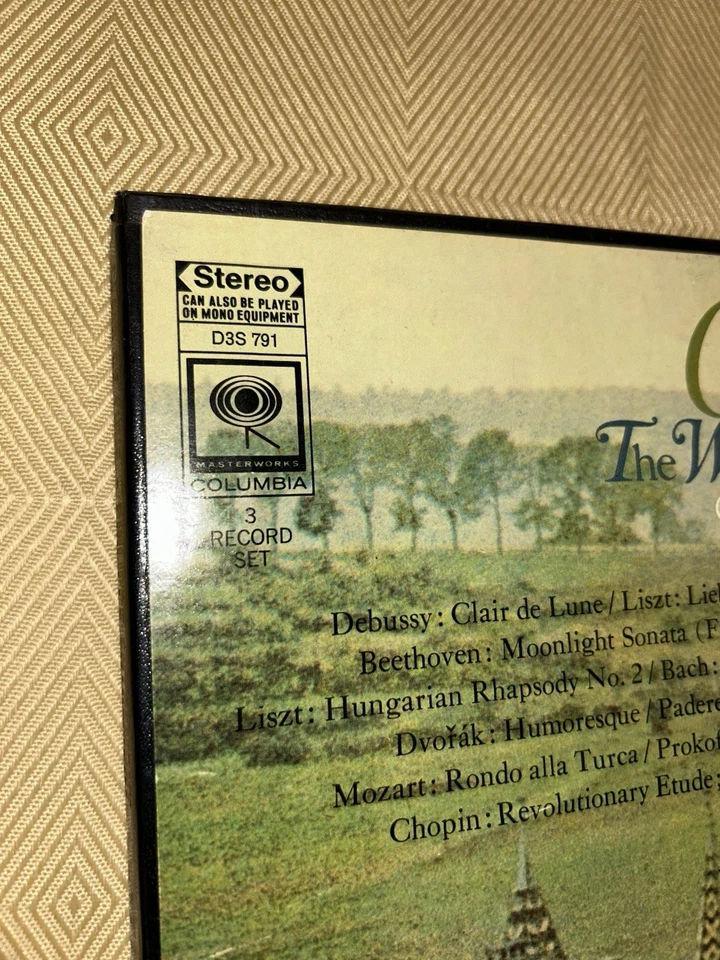 Stereo
CAN ALSO BE PLAYED
ON MONO EQUIPMENT
D3S 791
MASTERWORKS
COLUMBIA
3
RECORD
SET
The
Debussy: Clair de Lune / Liszt:
Beethoven: Moonlight Sonata
Liszt: Hungarian Rhapsody No. 2 / Bach:
Dvořák: Humoresque /
Mozart: Rondo alla Turca /
Chopin: Revolutionary Etude;